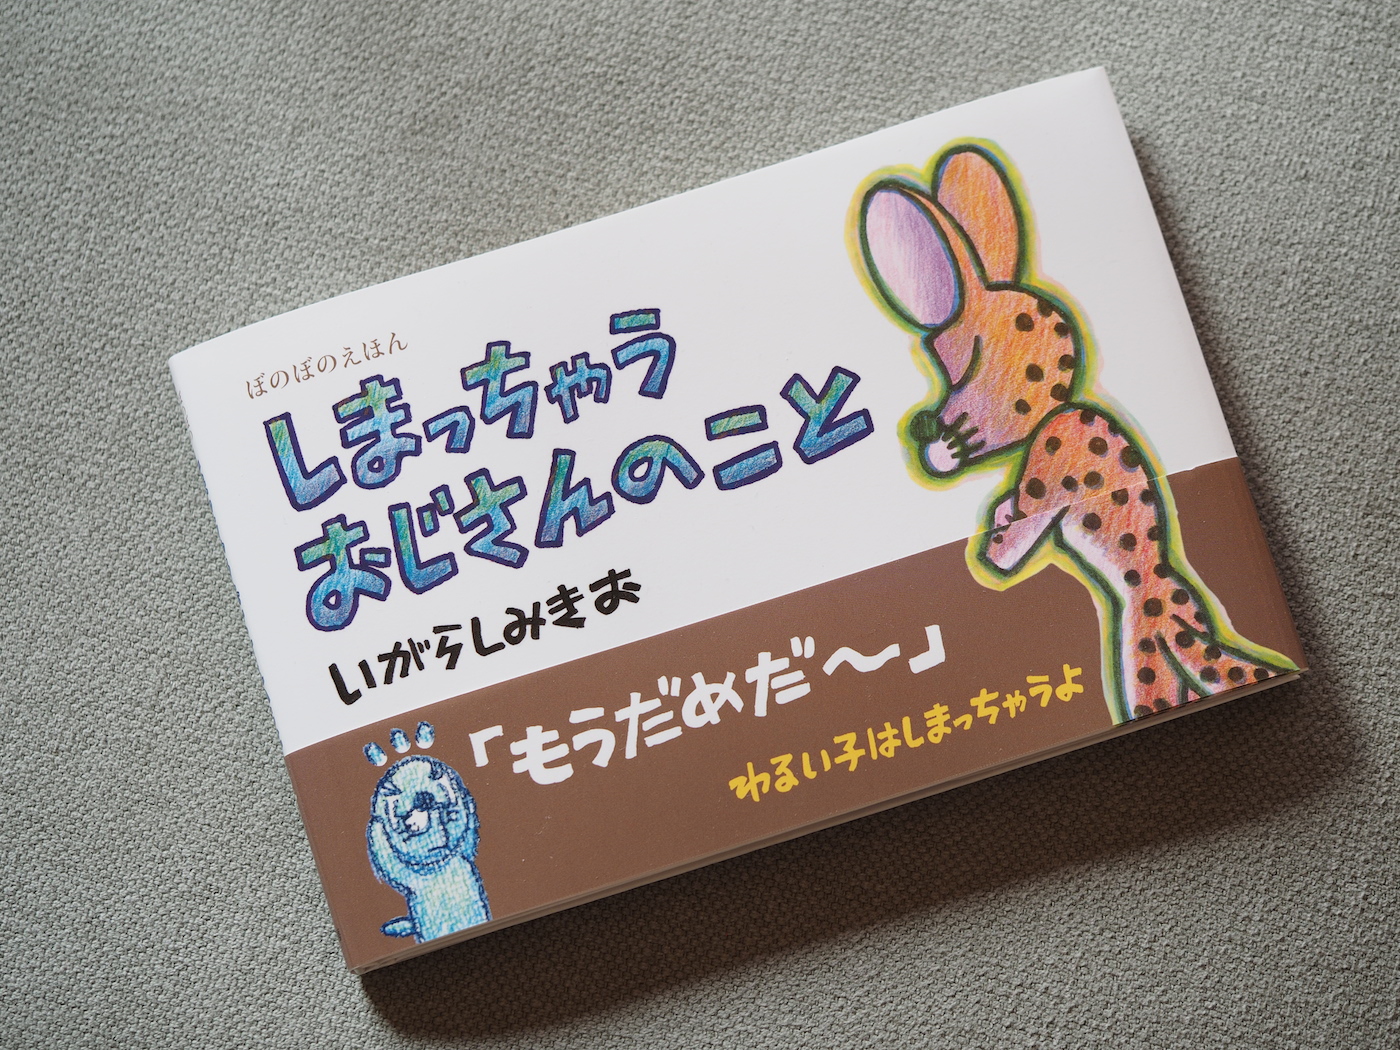 ぼのぼのえほん
しまっちゃう
おじさんのこと
いがらしみきお
「もうだめだ〜」
わるい子はしまっちゃうよ